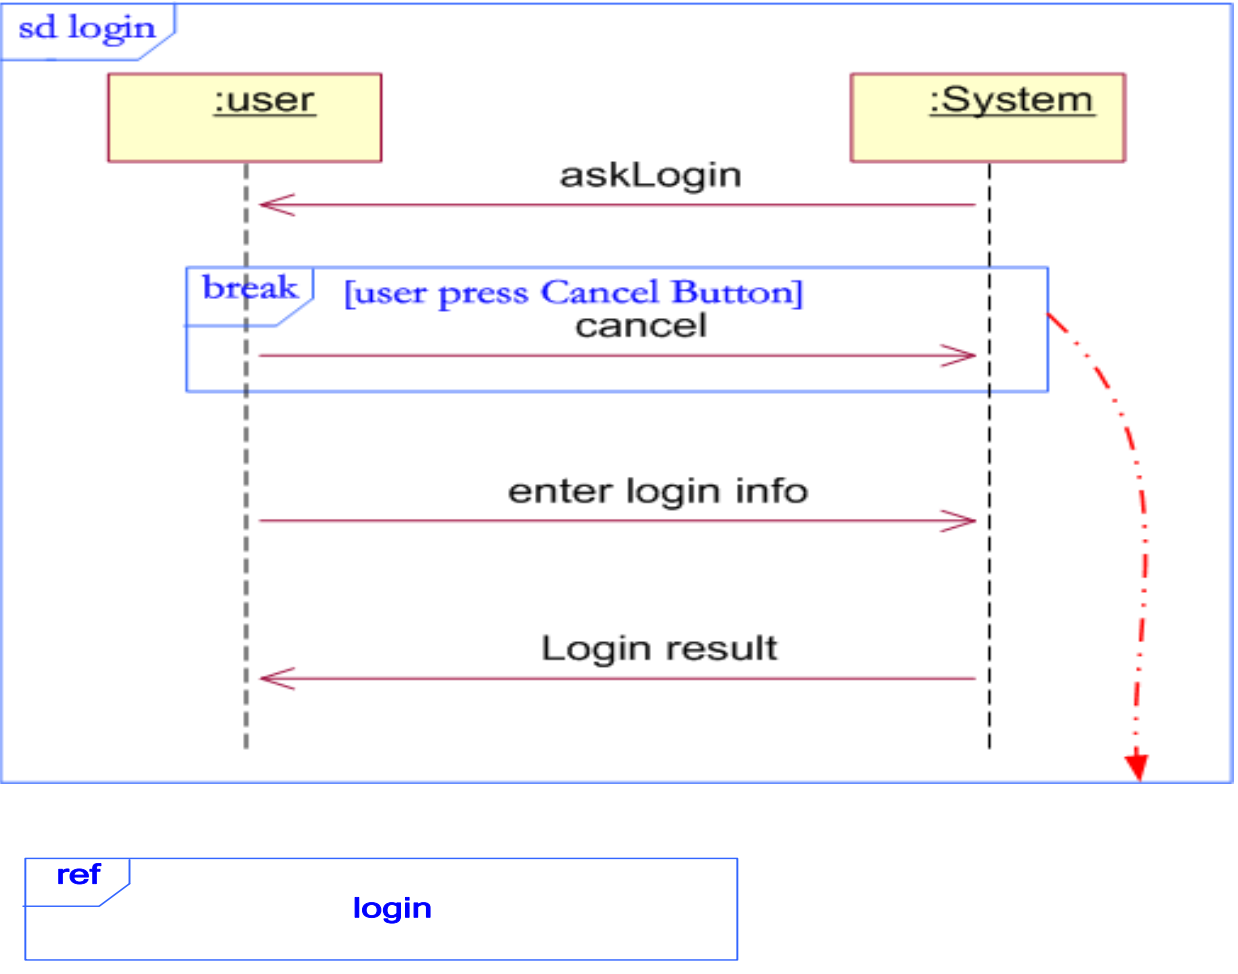 sd login
:user
:System
askLogin
break
[user press Cancel Button]
cancel
enter login info
Login result
ref
login